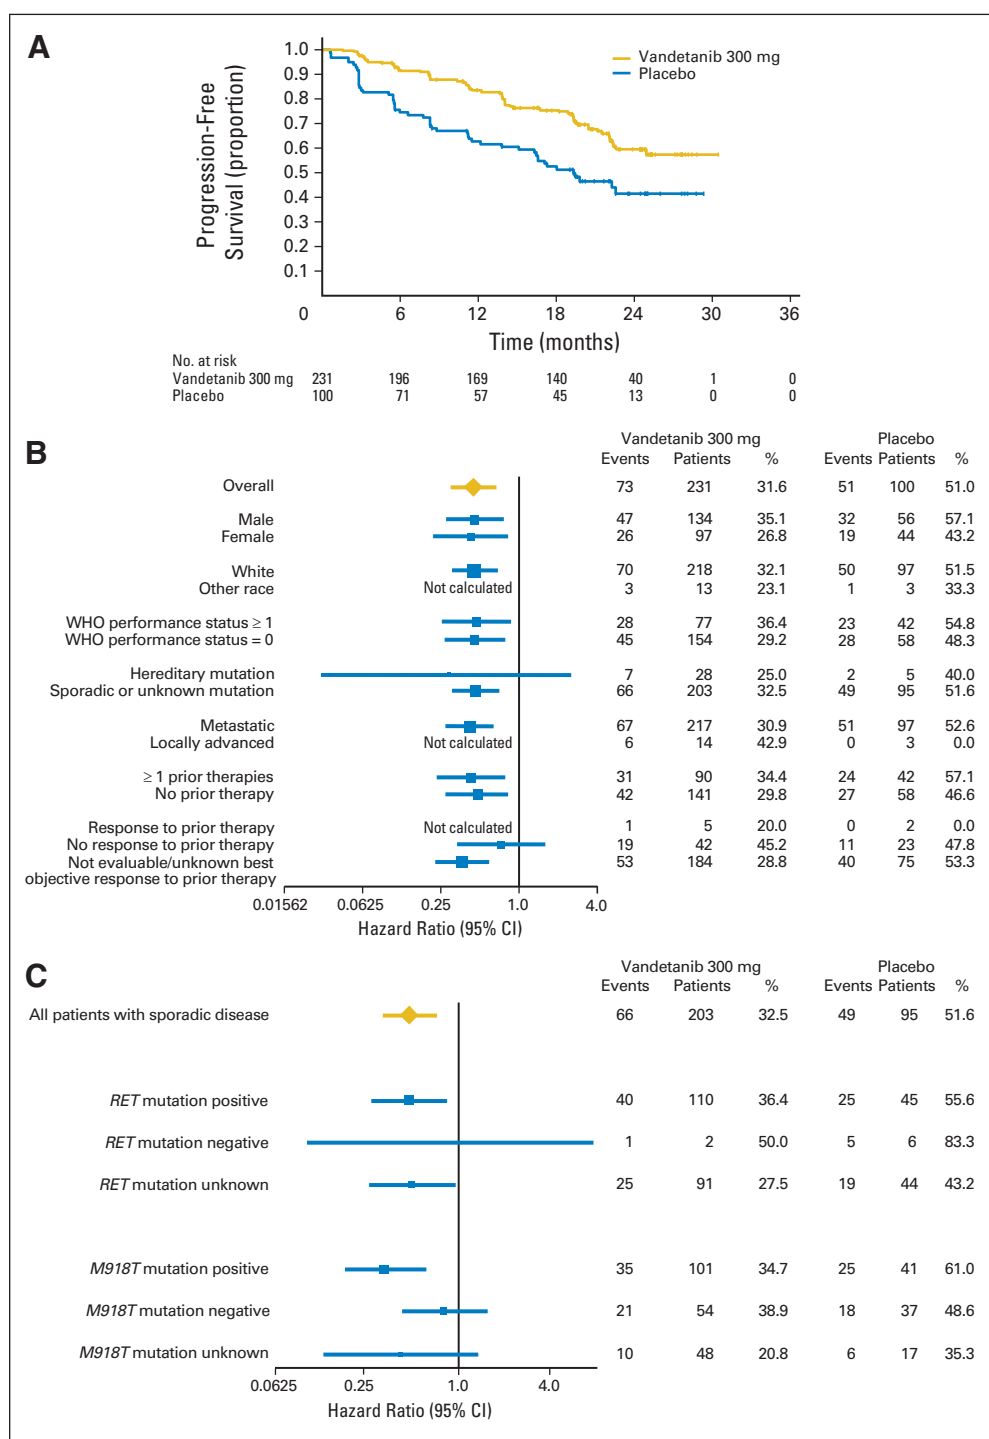 A
1.0
0.9
0.8
0.7
0.6
0.5
0.4
0.3
0.2
0.1
Progression-Free
Survival (proportion)
Vandetanib 300 mg
Placebo
0 6 12 18 24 30 36
Time (months)
No. at risk
Vandetanib 300 mg 231 196 169 140 40 1 0
Placebo 100 71 57 45 13 0 0
B
Vandetanib 300 mg Placebo
Events Patients % Events Patients %
Overall 73 231 31.6 51 100 51.0
Male 47 134 35.1 32 56 57.1
Female 26 97 26.8 19 44 43.2
White 70 218 32.1 50 97 51.5
Other race Not calculated 3 13 23.1 1 3 33.3
WHO performance status ≥ 1 28 77 36.4 23 42 54.8
WHO performance status = 0 45 154 29.2 28 58 48.3
Hereditary mutation 7 28 25.0 2 5 40.0
Sporadic or unknown mutation 66 203 32.5 49 95 51.6
Metastatic 67 217 30.9 51 97 52.6
Locally advanced Not calculated 6 14 42.9 0 3 0.0
≥ 1 prior therapies 31 90 34.4 24 42 57.1
No prior therapy 42 141 29.8 27 58 46.6
Response to prior therapy Not calculated 1 5 20.0 0 2 0.0
No response to prior therapy 19 42 45.2 11 23 47.8
Not evaluable/unknown best 53 184 28.8 40 75 53.3
objective response to prior therapy
0.01562 0.0625 0.25 1.0 4.0
Hazard Ratio (95% CI)
C
Vandetanib 300 mg Placebo
Events Patients % Events Patients %
All patients with sporadic disease 66 203 32.5 49 95 51.6
RET mutation positive 40 110 36.4 25 45 55.6
RET mutation negative 1 2 50.0 5 6 83.3
RET mutation unknown 25 91 27.5 19 44 43.2
M918T mutation positive 35 101 34.7 25 41 61.0
M918T mutation negative 21 54 38.9 18 37 48.6
M918T mutation unknown 10 48 20.8 6 17 35.3
0.0625 0.25 1.0 4.0
Hazard Ratio (95% CI)